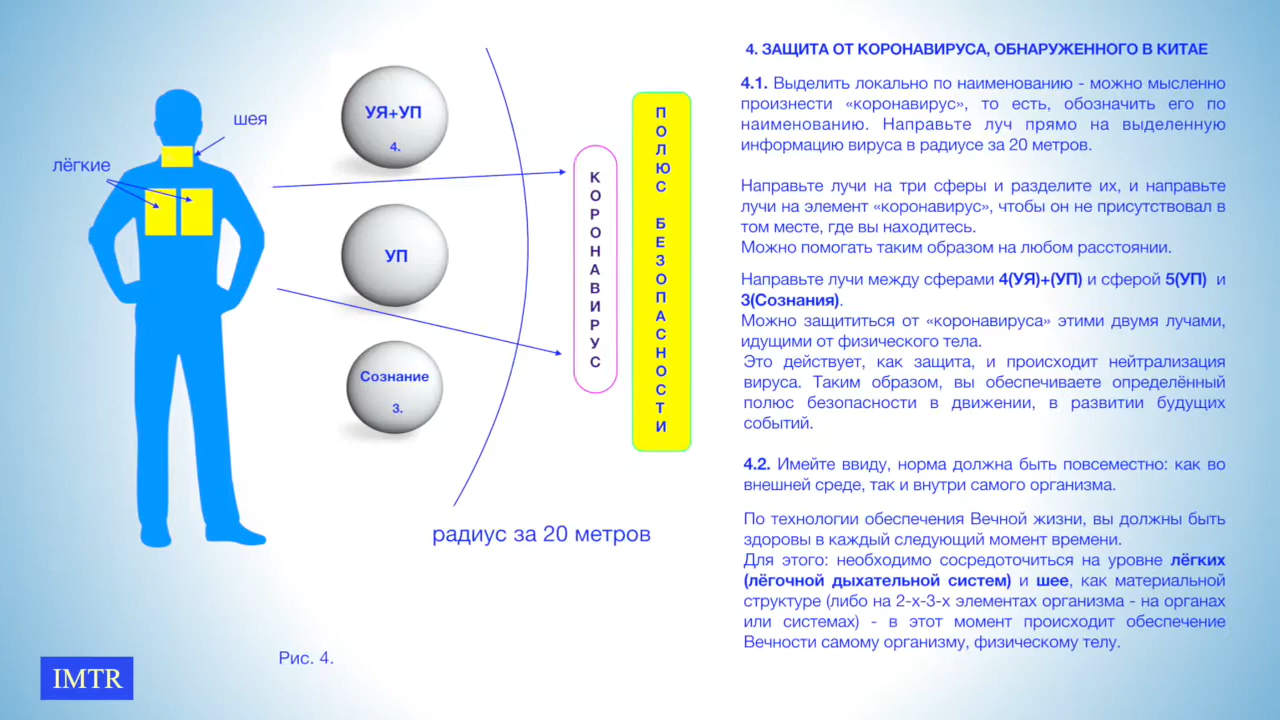 4. ЗАЩИТА ОТ КОРОНАВИРУСА, ОБНАРУЖЕННОГО В КИТАЕ
4.1. Выделить локально по наименованию - можно мысленно
произнести «коронавирус», то есть, обозначить его по
наименованию. Направьте луч прямо на выделенную
информацию вируса в радиусе за 20 метров.
Направьте лучи на три сферы и разделите их, и направьте
лучи на элемент «коронавирус», чтобы он не присутствовал в
том месте, где вы находитесь.
Можно помогать таким образом на любом расстоянии.
Направьте лучи между сферами 4(УЯ)+(УП) и сферой 5(УП) и
3(Сознания).
Можно защититься от «коронавируса» этими двумя лучами,
идущими от физического тела.
Это действует, как защита, и происходит нейтрализация
вируса. Таким образом, вы обеспечиваете определённый
полюс безопасности в движении, в развитии будущих
событий.
4.2. Имейте ввиду, норма должна быть повсеместно: как во
внешней среде, так и внутри самого организма.
По технологии обеспечения Вечной жизни, вы должны быть
здоровы в каждый следующий момент времени.
Для этого: необходимо сосредоточиться на уровне лёгких
(лёгочной дыхательной систем) и шее, как материальной
структуре (либо на 2-х-3-х элементах организма - на органах
или системах) - в этот момент происходит обеспечение
Вечности самому организму, физическому телу.
шея
лёгкие
УЯ+УП
4.
УП
Сознание
3.
КОРОНАВИРУС
ПОЛЮС БЕЗОПАСНОСТИ
радиус за 20 метров
Рис. 4.
IMTR